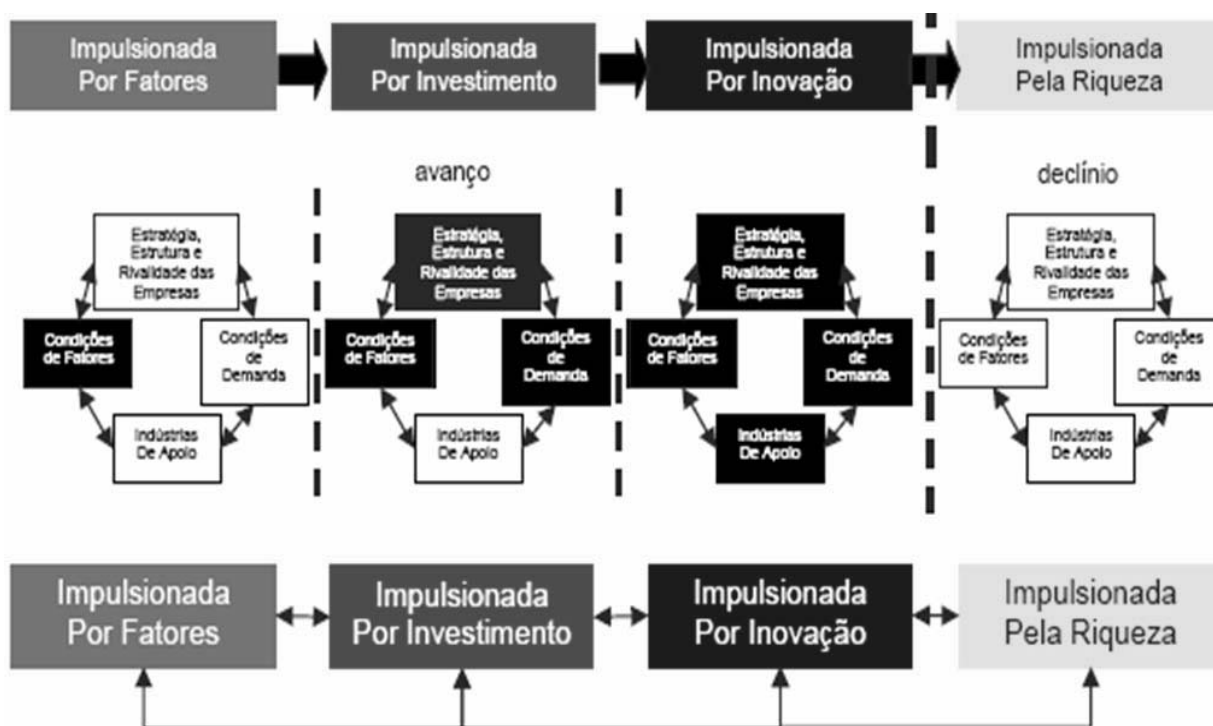 Impulsionada
Por Fatores
Impulsionada
Por Investimento
Impulsionada
Por Inovação
Impulsionada
Pela Riqueza
avanço
declínio
Estratégia,
Estrutura e
Rivalidade das
Empresas
Condições
de Fatores
Condições
de
Demanda
Indústrias
De Apoio
Estratégia,
Estrutura e
Rivalidade das
Empresas
Condições
de Fatores
Condições
de
Demanda
Indústrias
De Apoio
Estratégia,
Estrutura e
Rivalidade das
Empresas
Condições
de Fatores
Condições
de
Demanda
Indústrias
De Apoio
Estratégia,
Estrutura e
Rivalidade das
Empresas
Condições
de Fatores
Condições
de
Demanda
Indústrias
De Apoio
Impulsionada
Por Fatores
Impulsionada
Por Investimento
Impulsionada
Por Inovação
Impulsionada
Pela Riqueza